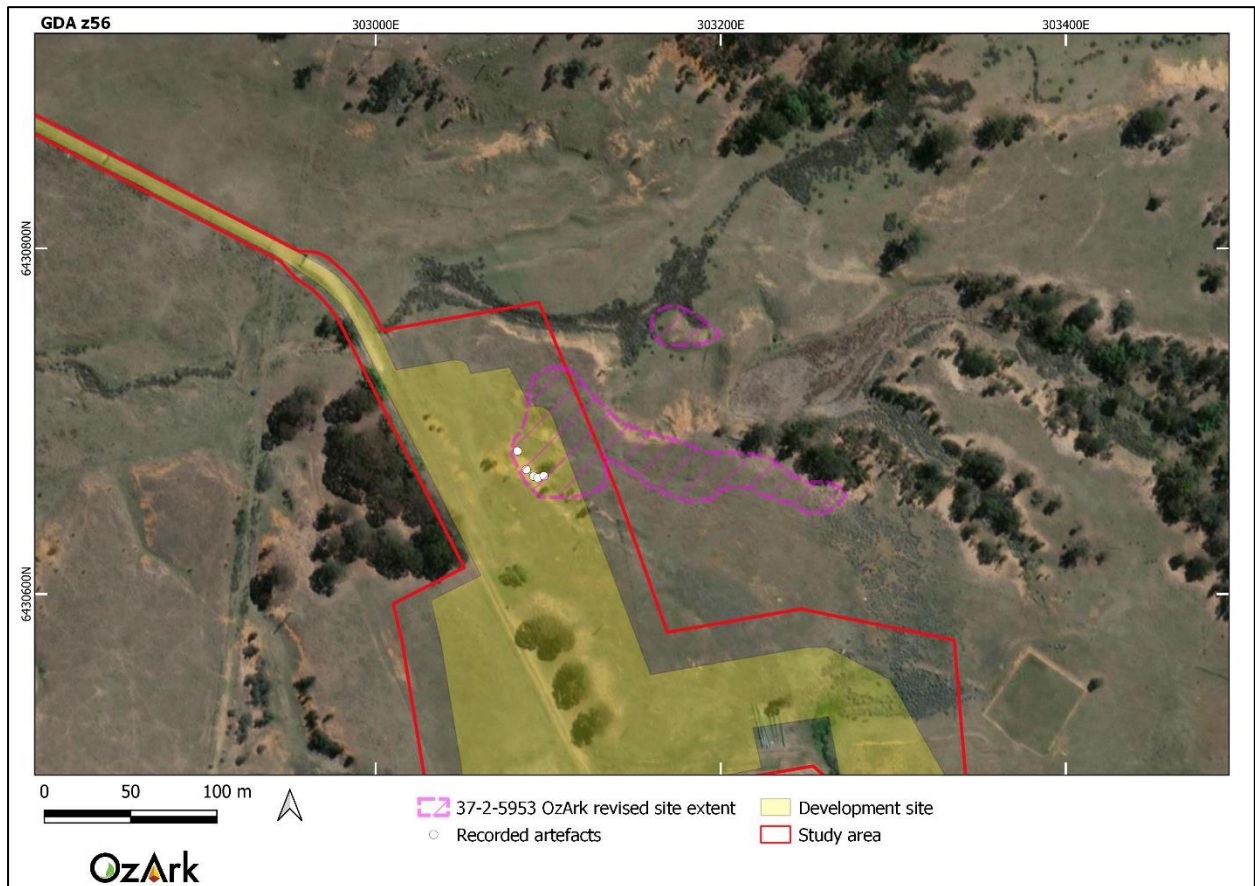 GDA z56
303000E 303200E 303400E
6430800N
6430600N
0 50 100 m
37-2-5953 OzArk revised site extent
Recorded artefacts
Development site
Study area
OzArk